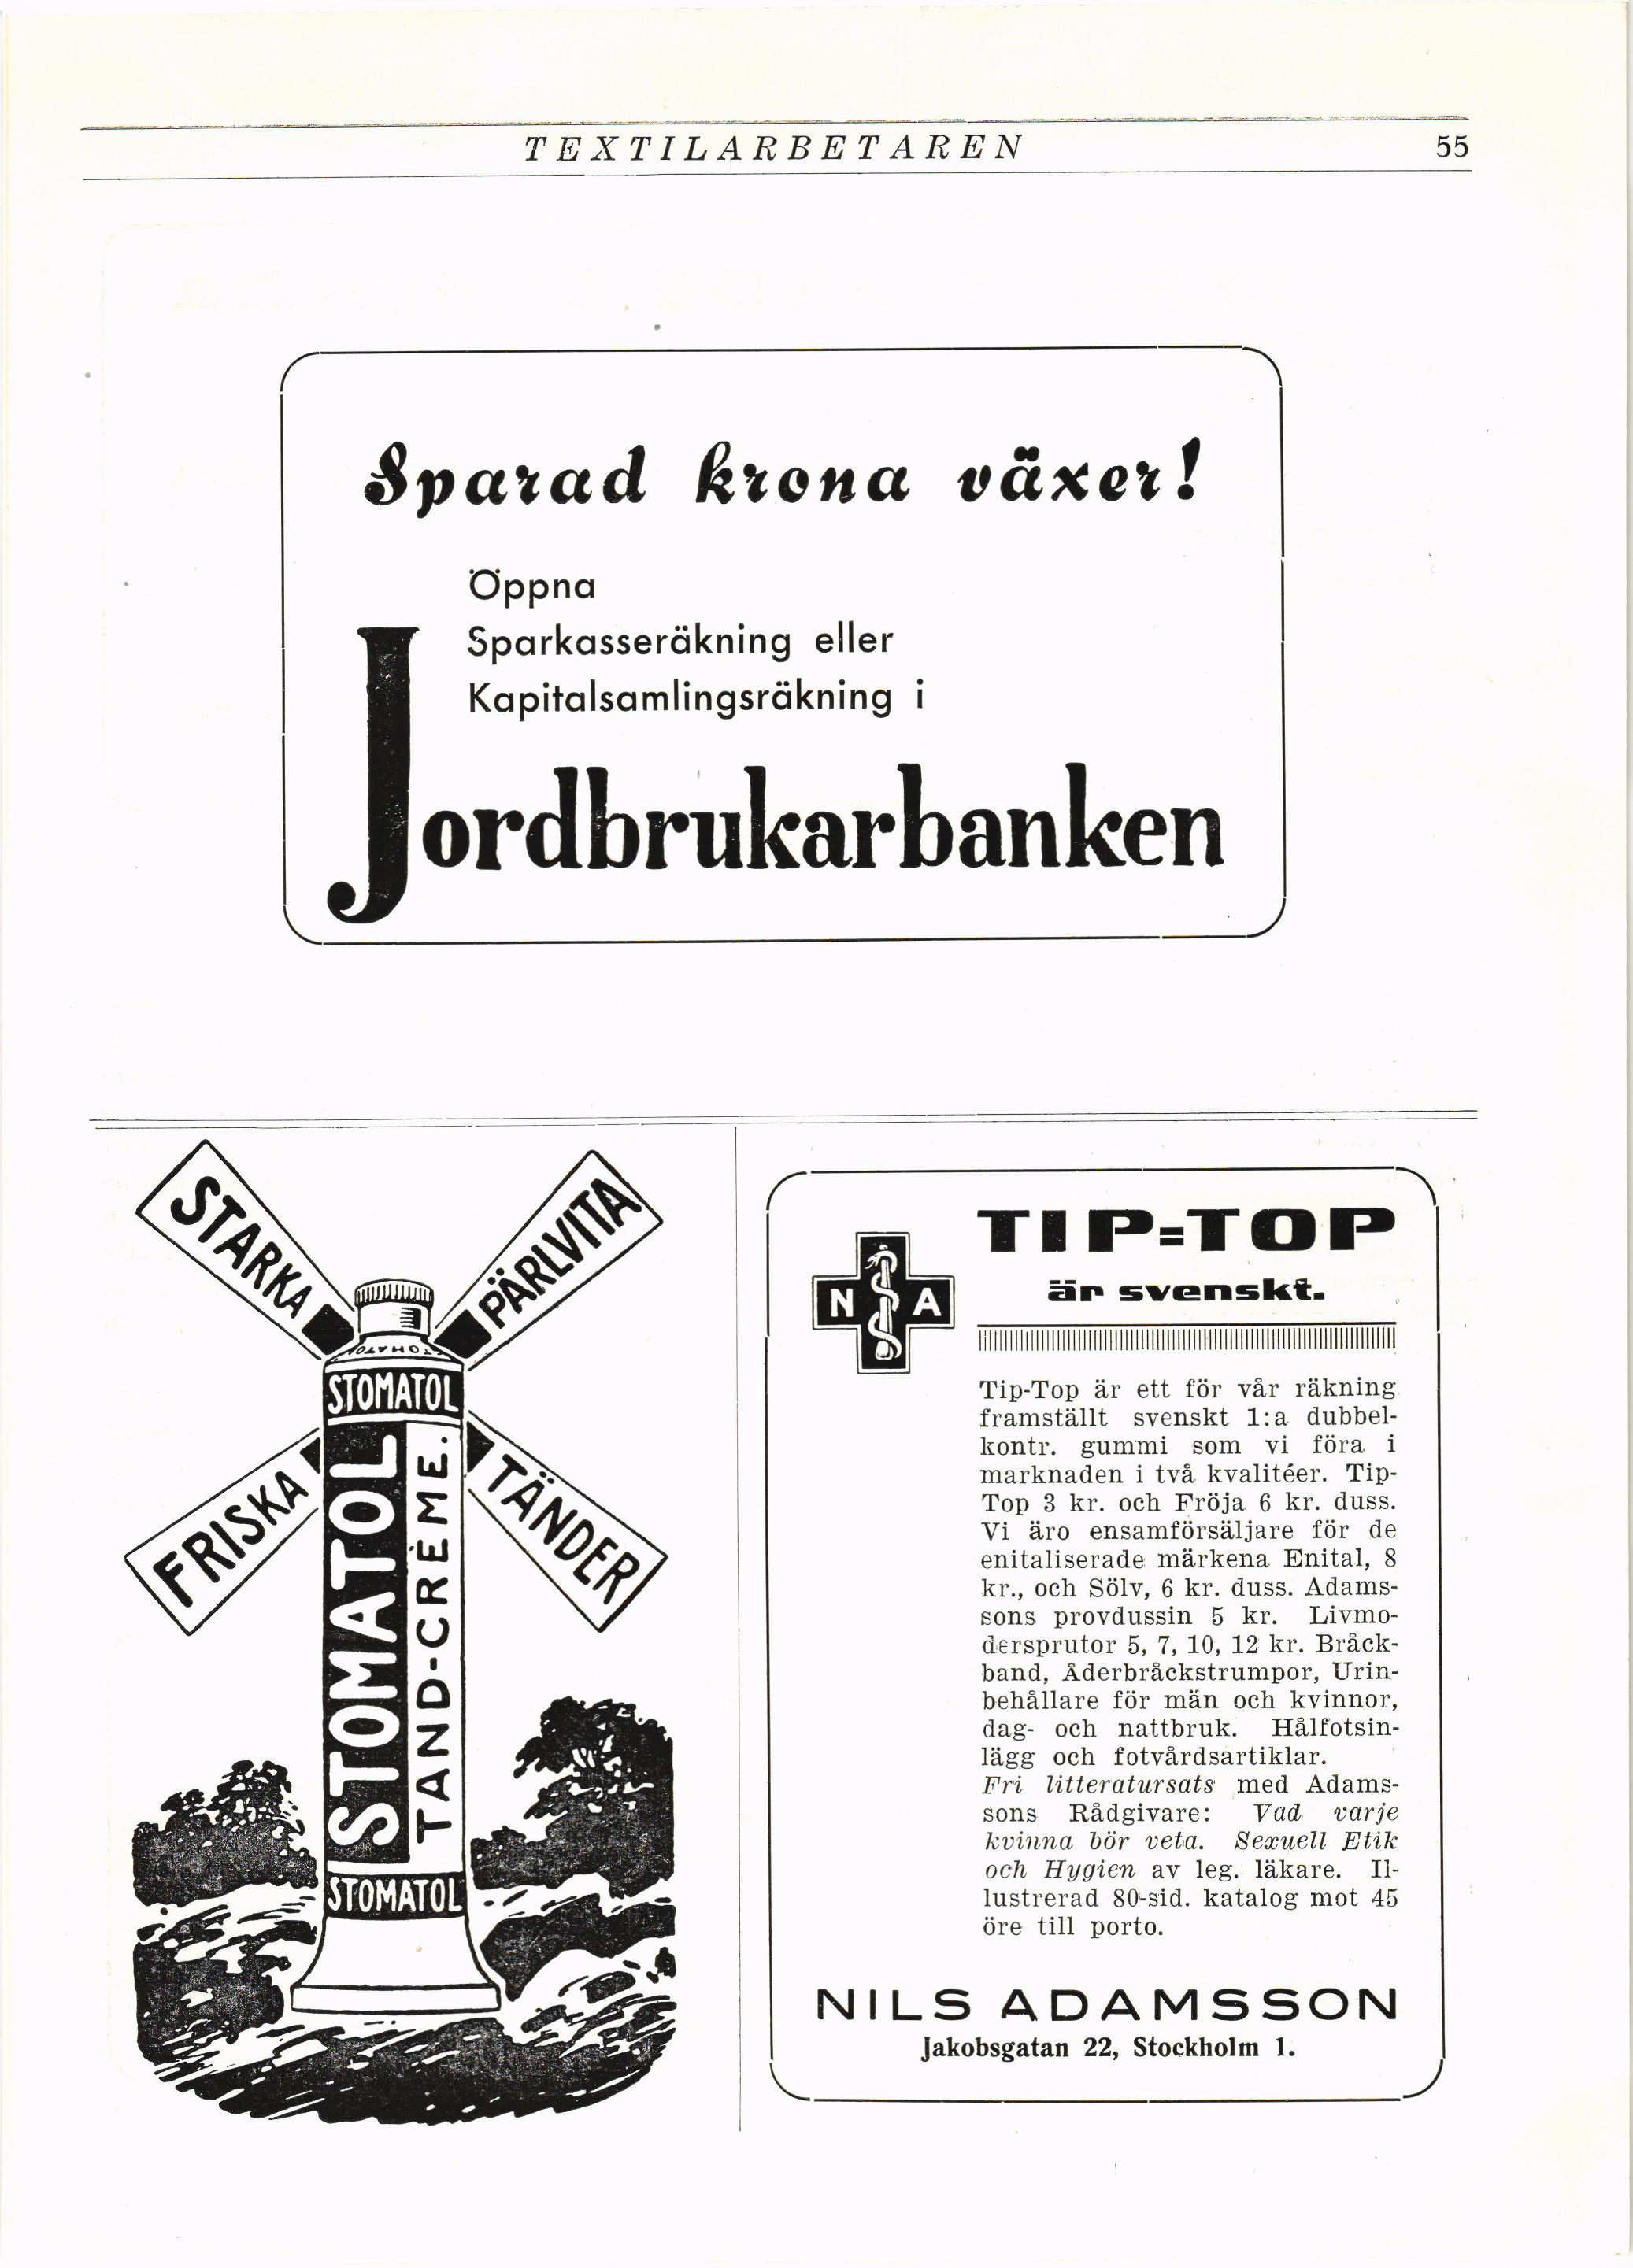 TEXTILARBETAREN 55
Sparad krona växer!
Öppna
Sparkasseräkning eller
Kapitalsamlingsräkning i
Jordbrukarbanken
STARKA
PÄRLVITA
STOMATOL
FRISKA
TÄNDER
STOMATOL
TAND-CRÈME.
STOMATOL
TIP-TOP
är svenskt.
N A
Tip-Top är ett för vår räkning
framställt svenskt 1:a dubbel-
kontr. gummi som vi föra i
marknaden i två kvalitéer. Tip-
Top 3 kr. och Fröja 6 kr. duss.
Vi äro ensamförsäljare för de
enitaliserade märkena Enital, 8
kr., och Sölv, 6 kr. duss. Adams-
sons provdussin 5 kr. Livmo-
dersprutor 5, 7, 10, 12 kr. Bråck-
band, Åderbråckstrumpor, Urin-
behållare för män och kvinnor,
dag- och nattbruk. Hålfotsin-
lägg och fotvårdsartiklar.
Fri litteratursats med Adams-
sons Rådgivare: Vad varje
kvinna bör veta. Sexuell Etik
och Hygien av leg. läkare. Il-
lustrerad 80-sid. katalog mot 45
öre till porto.
NILS ADAMSSON
Jakobsgatan 22, Stockholm 1.